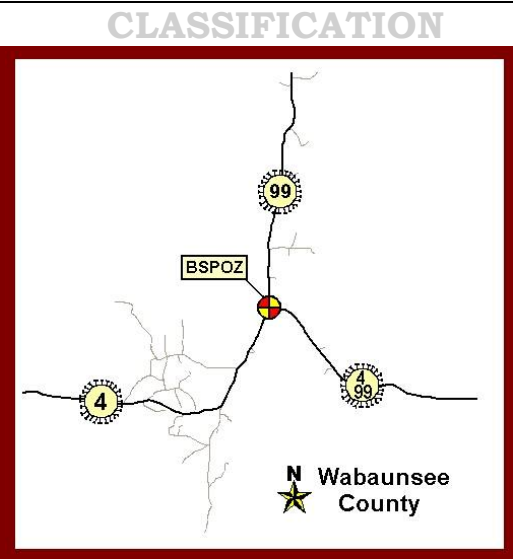 CLASSIFICATION
99
BSPOZ
4
4
99
N
Wabaunsee
County